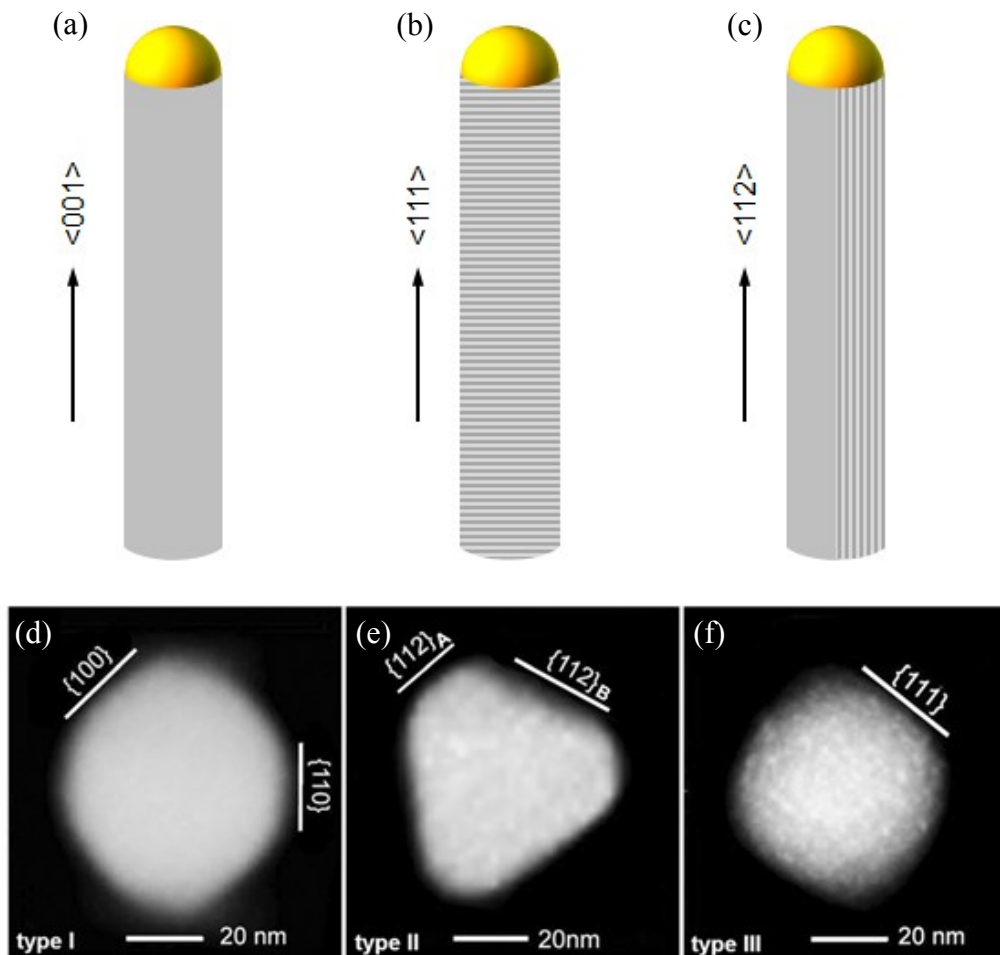 (a)
(b)
(c)
<001>
<111>
<112>
(d)
(e)
(f)
{100}
{110}
{112}A
{112}B
{111}
type I
20 nm
type II
20nm
type III
20 nm